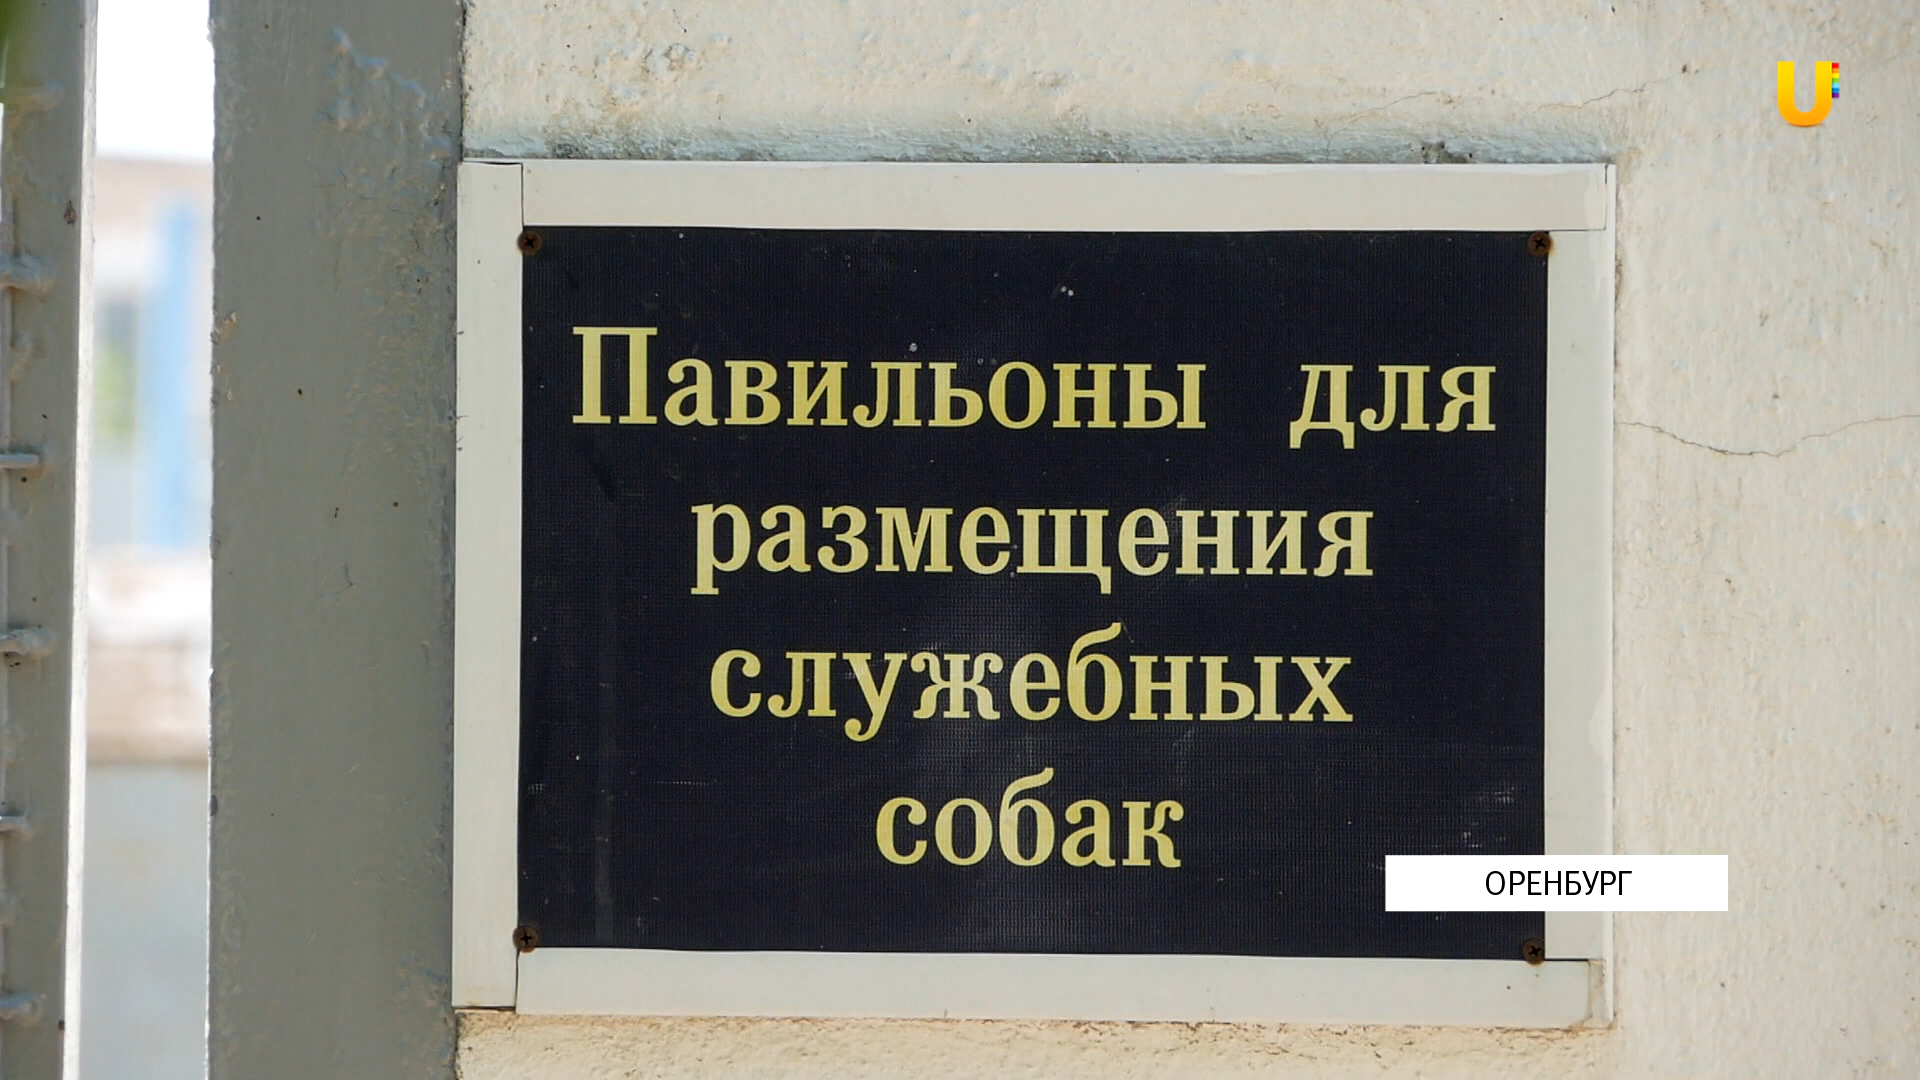 U
Павильоны для
размещения
служебных
собак
ОРЕНБУРГ